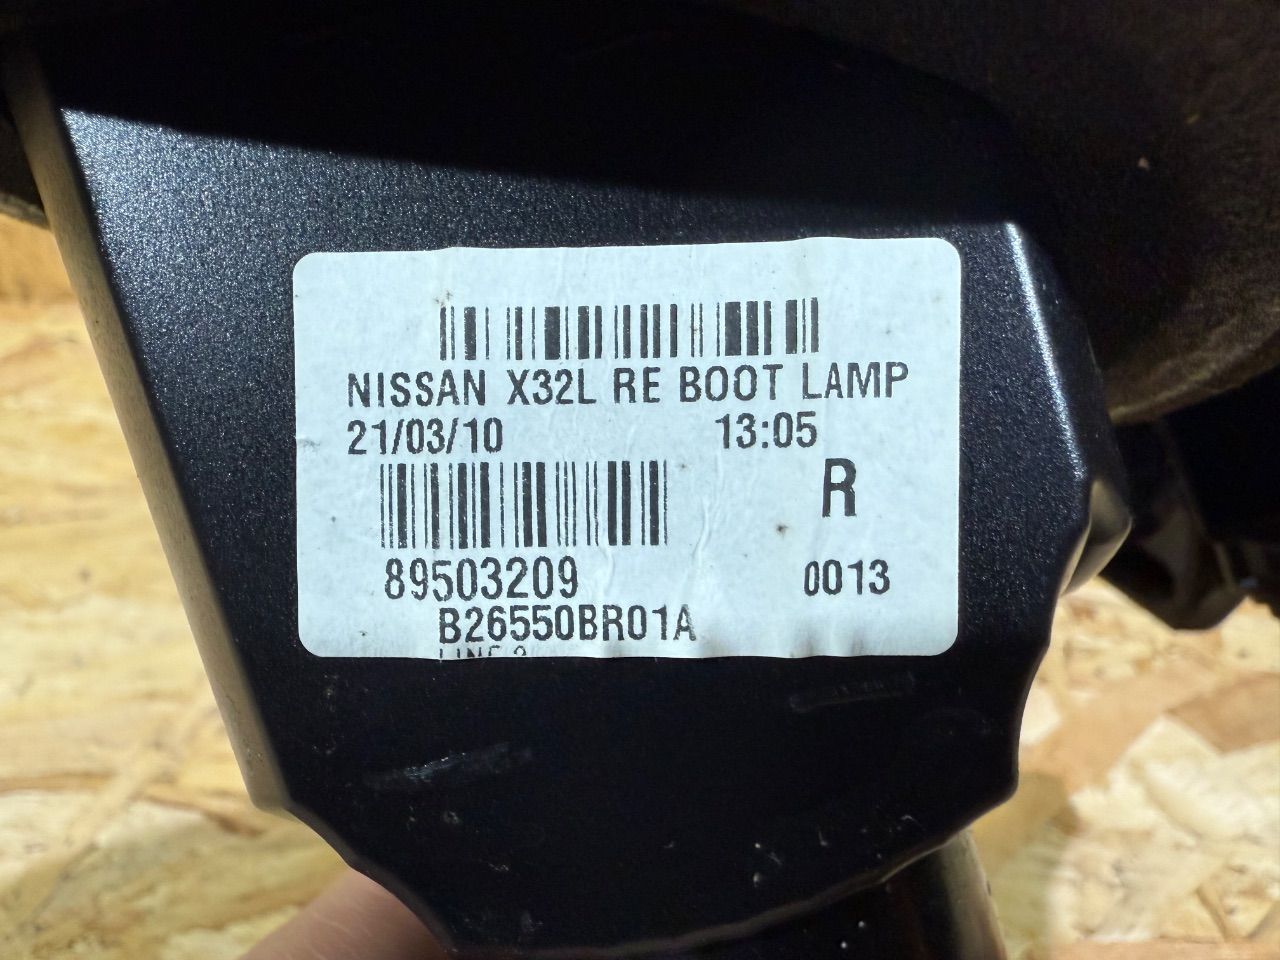 NISSAN X32L RE BOOT LAMP
21/03/10 13:05
R
89503209 0013
B26550BR01A